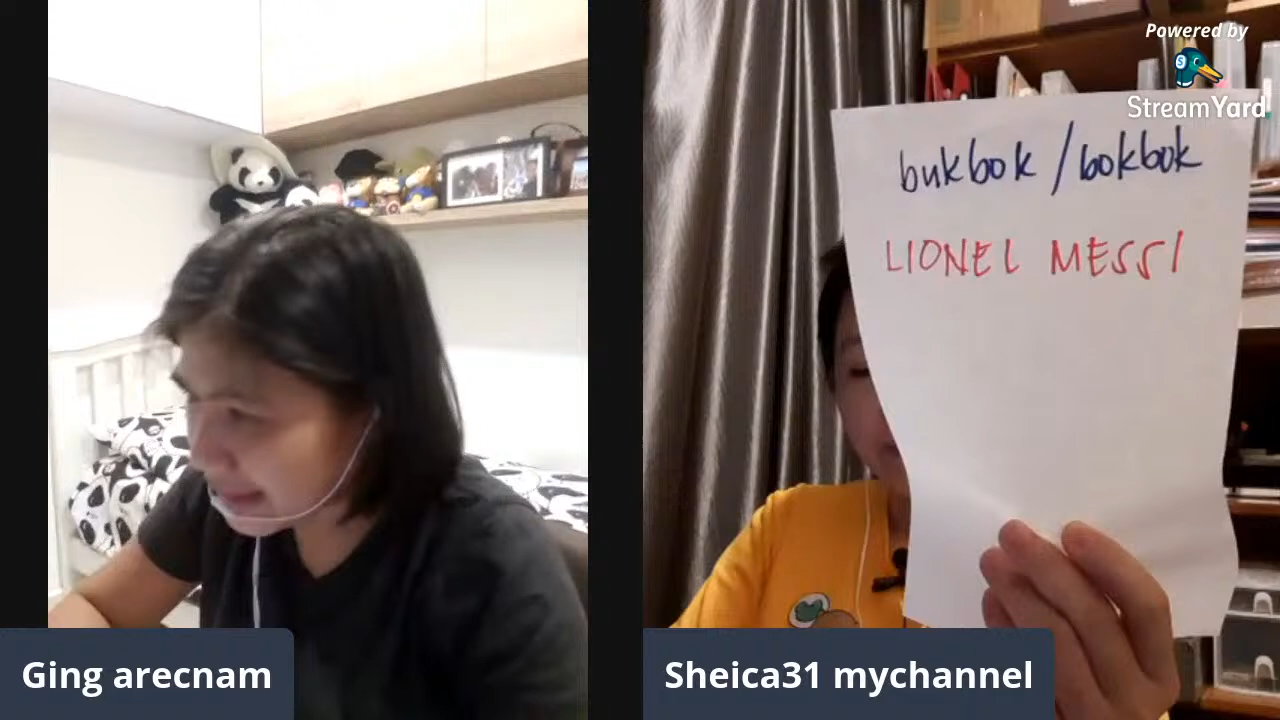 Powered by
StreamYard
bukbok / bokbok
LIONEL MESSI
Ging arecnam
Sheica31 mychannel